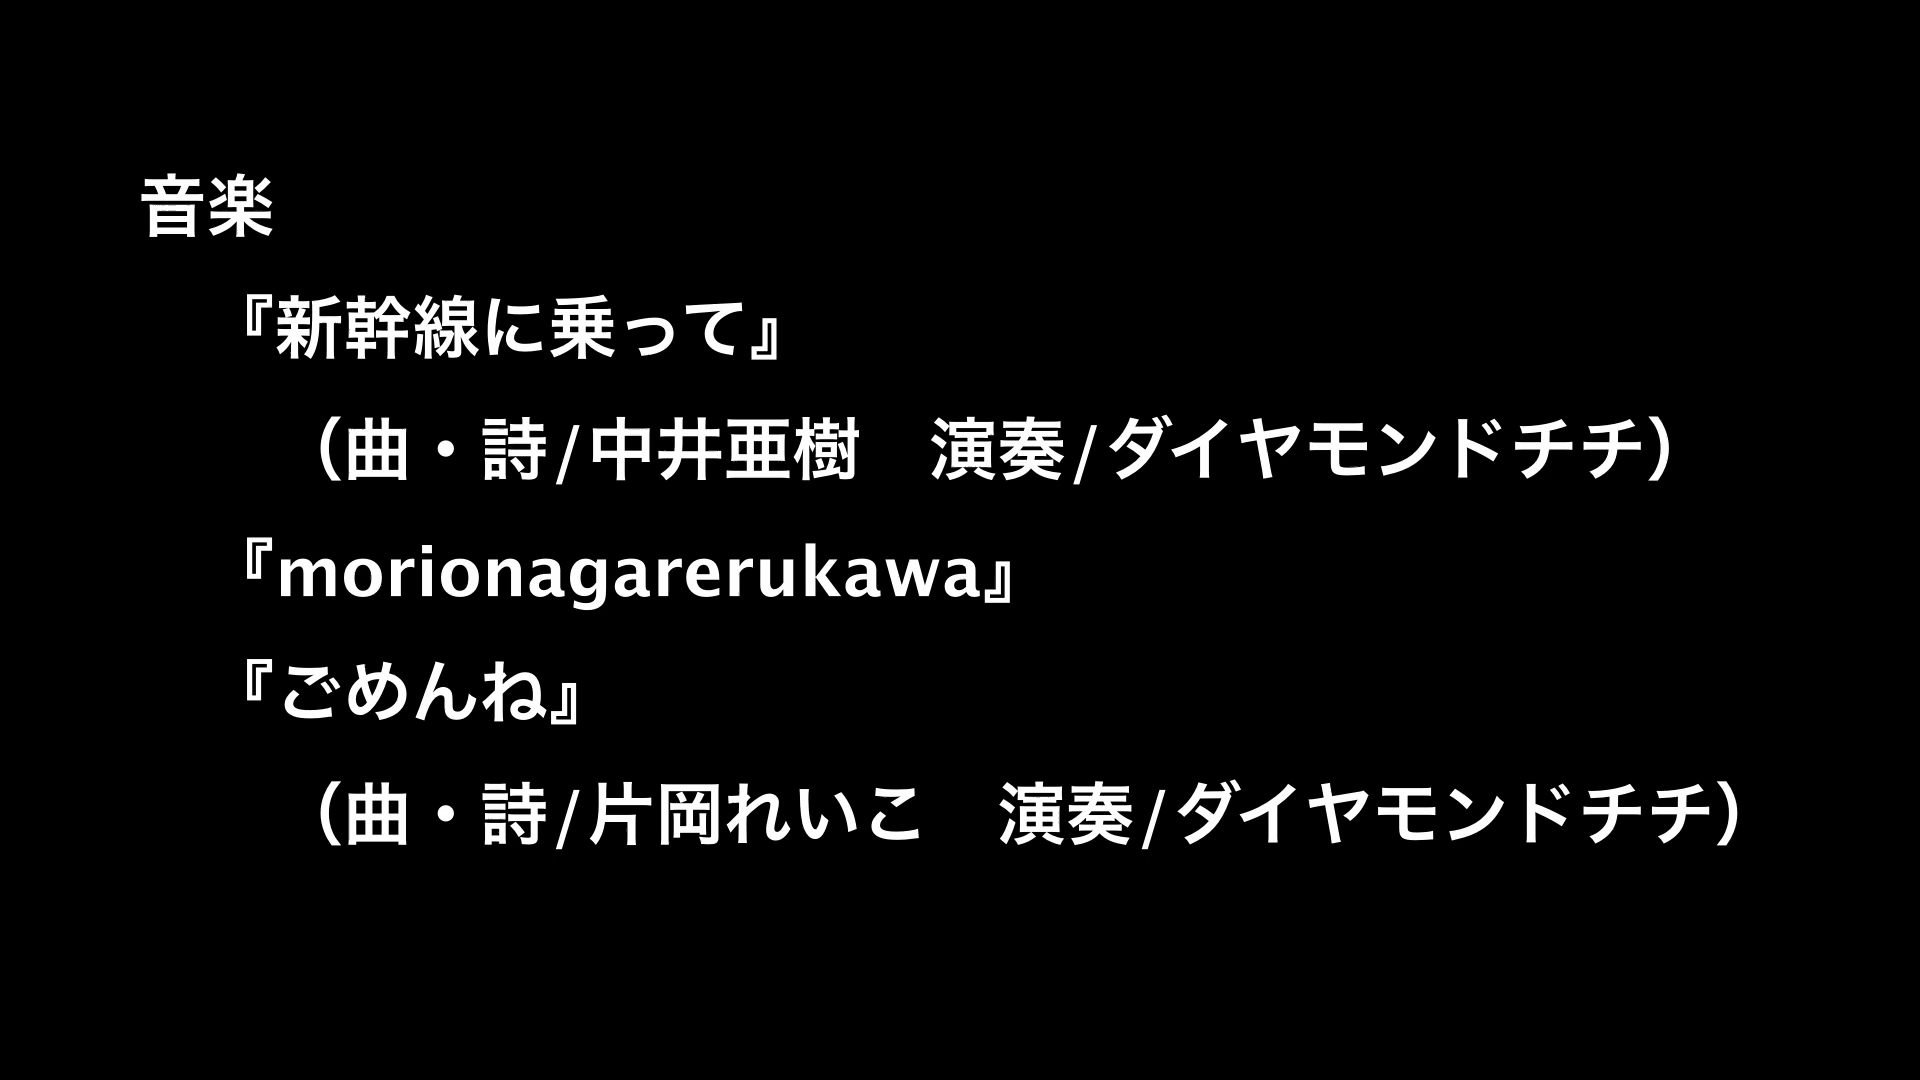 音楽
『新幹線に乗って』
（曲・詩/中井亜樹　演奏/ダイヤモンドチチ）
『morionagarerukawa』
『ごめんね』
（曲・詩/片岡れいこ　演奏/ダイヤモンドチチ）